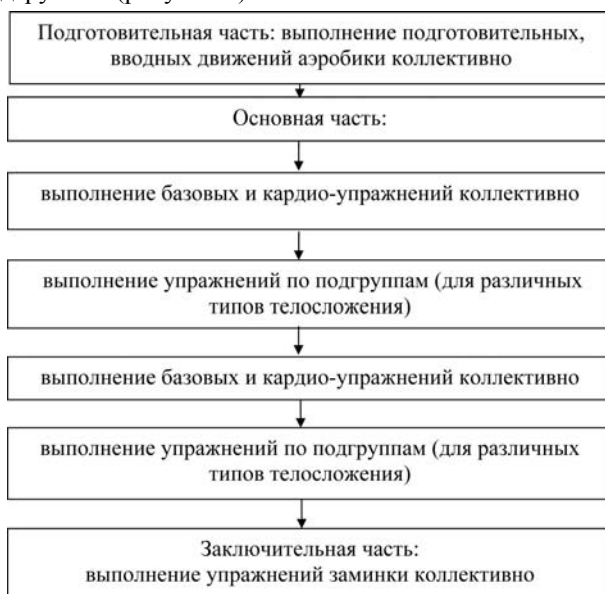 Подготовительная часть: выполнение подготовительных,
вводных движений аэробики коллективно
Основная часть:
выполнение базовых и кардио-упражнений коллективно
выполнение упражнений по подгруппам (для различных
типов телосложения)
выполнение базовых и кардио-упражнений коллективно
выполнение упражнений по подгруппам (для различных
типов телосложения)
Заключительная часть:
выполнение упражнений заминки коллективно